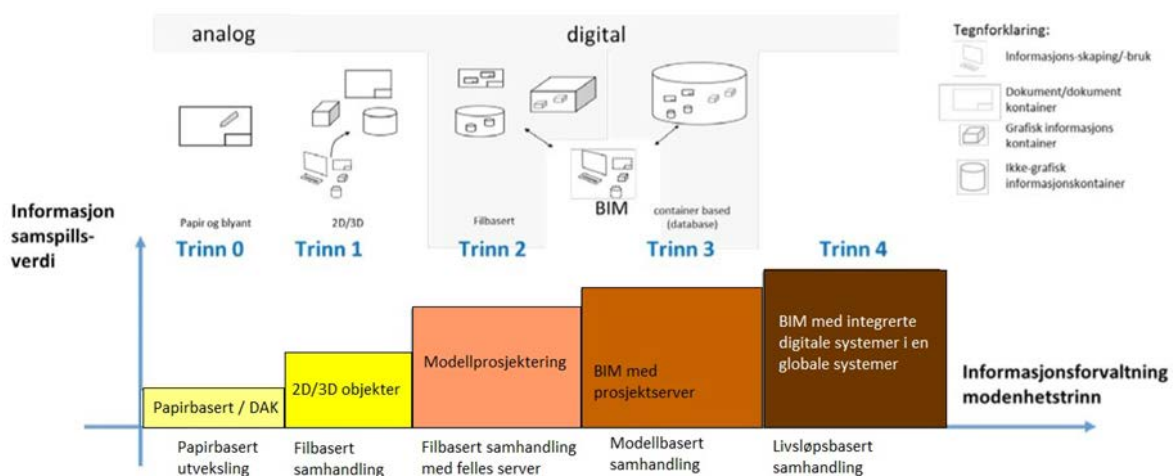 analog
digital
Tegnforklaring:
Informasjons-skaping/-bruk
Dokument/dokument
kontainer
Grafisk informasjons
kontainer
Ikke-grafisk
informasjonskontainer
Papir og blyant
2D/3D
Filbasert
BIM
container based
(database)
Informasjon
samspills-
verdi
Trinn 0
Trinn 1
Trinn 2
Trinn 3
Trinn 4
Papirbasert / DAK
2D/3D objekter
Modellprosjektering
BIM med
prosjektserver
BIM med integrerte
digitale systemer i en
globale systemer
Informasjonsforvaltning
modenhetstrinn
Papirbasert
utveksling
Filbasert
samhandling
Filbasert samhandling
med felles server
Modellbasert
samhandling
Livsløpsbasert
samhandling